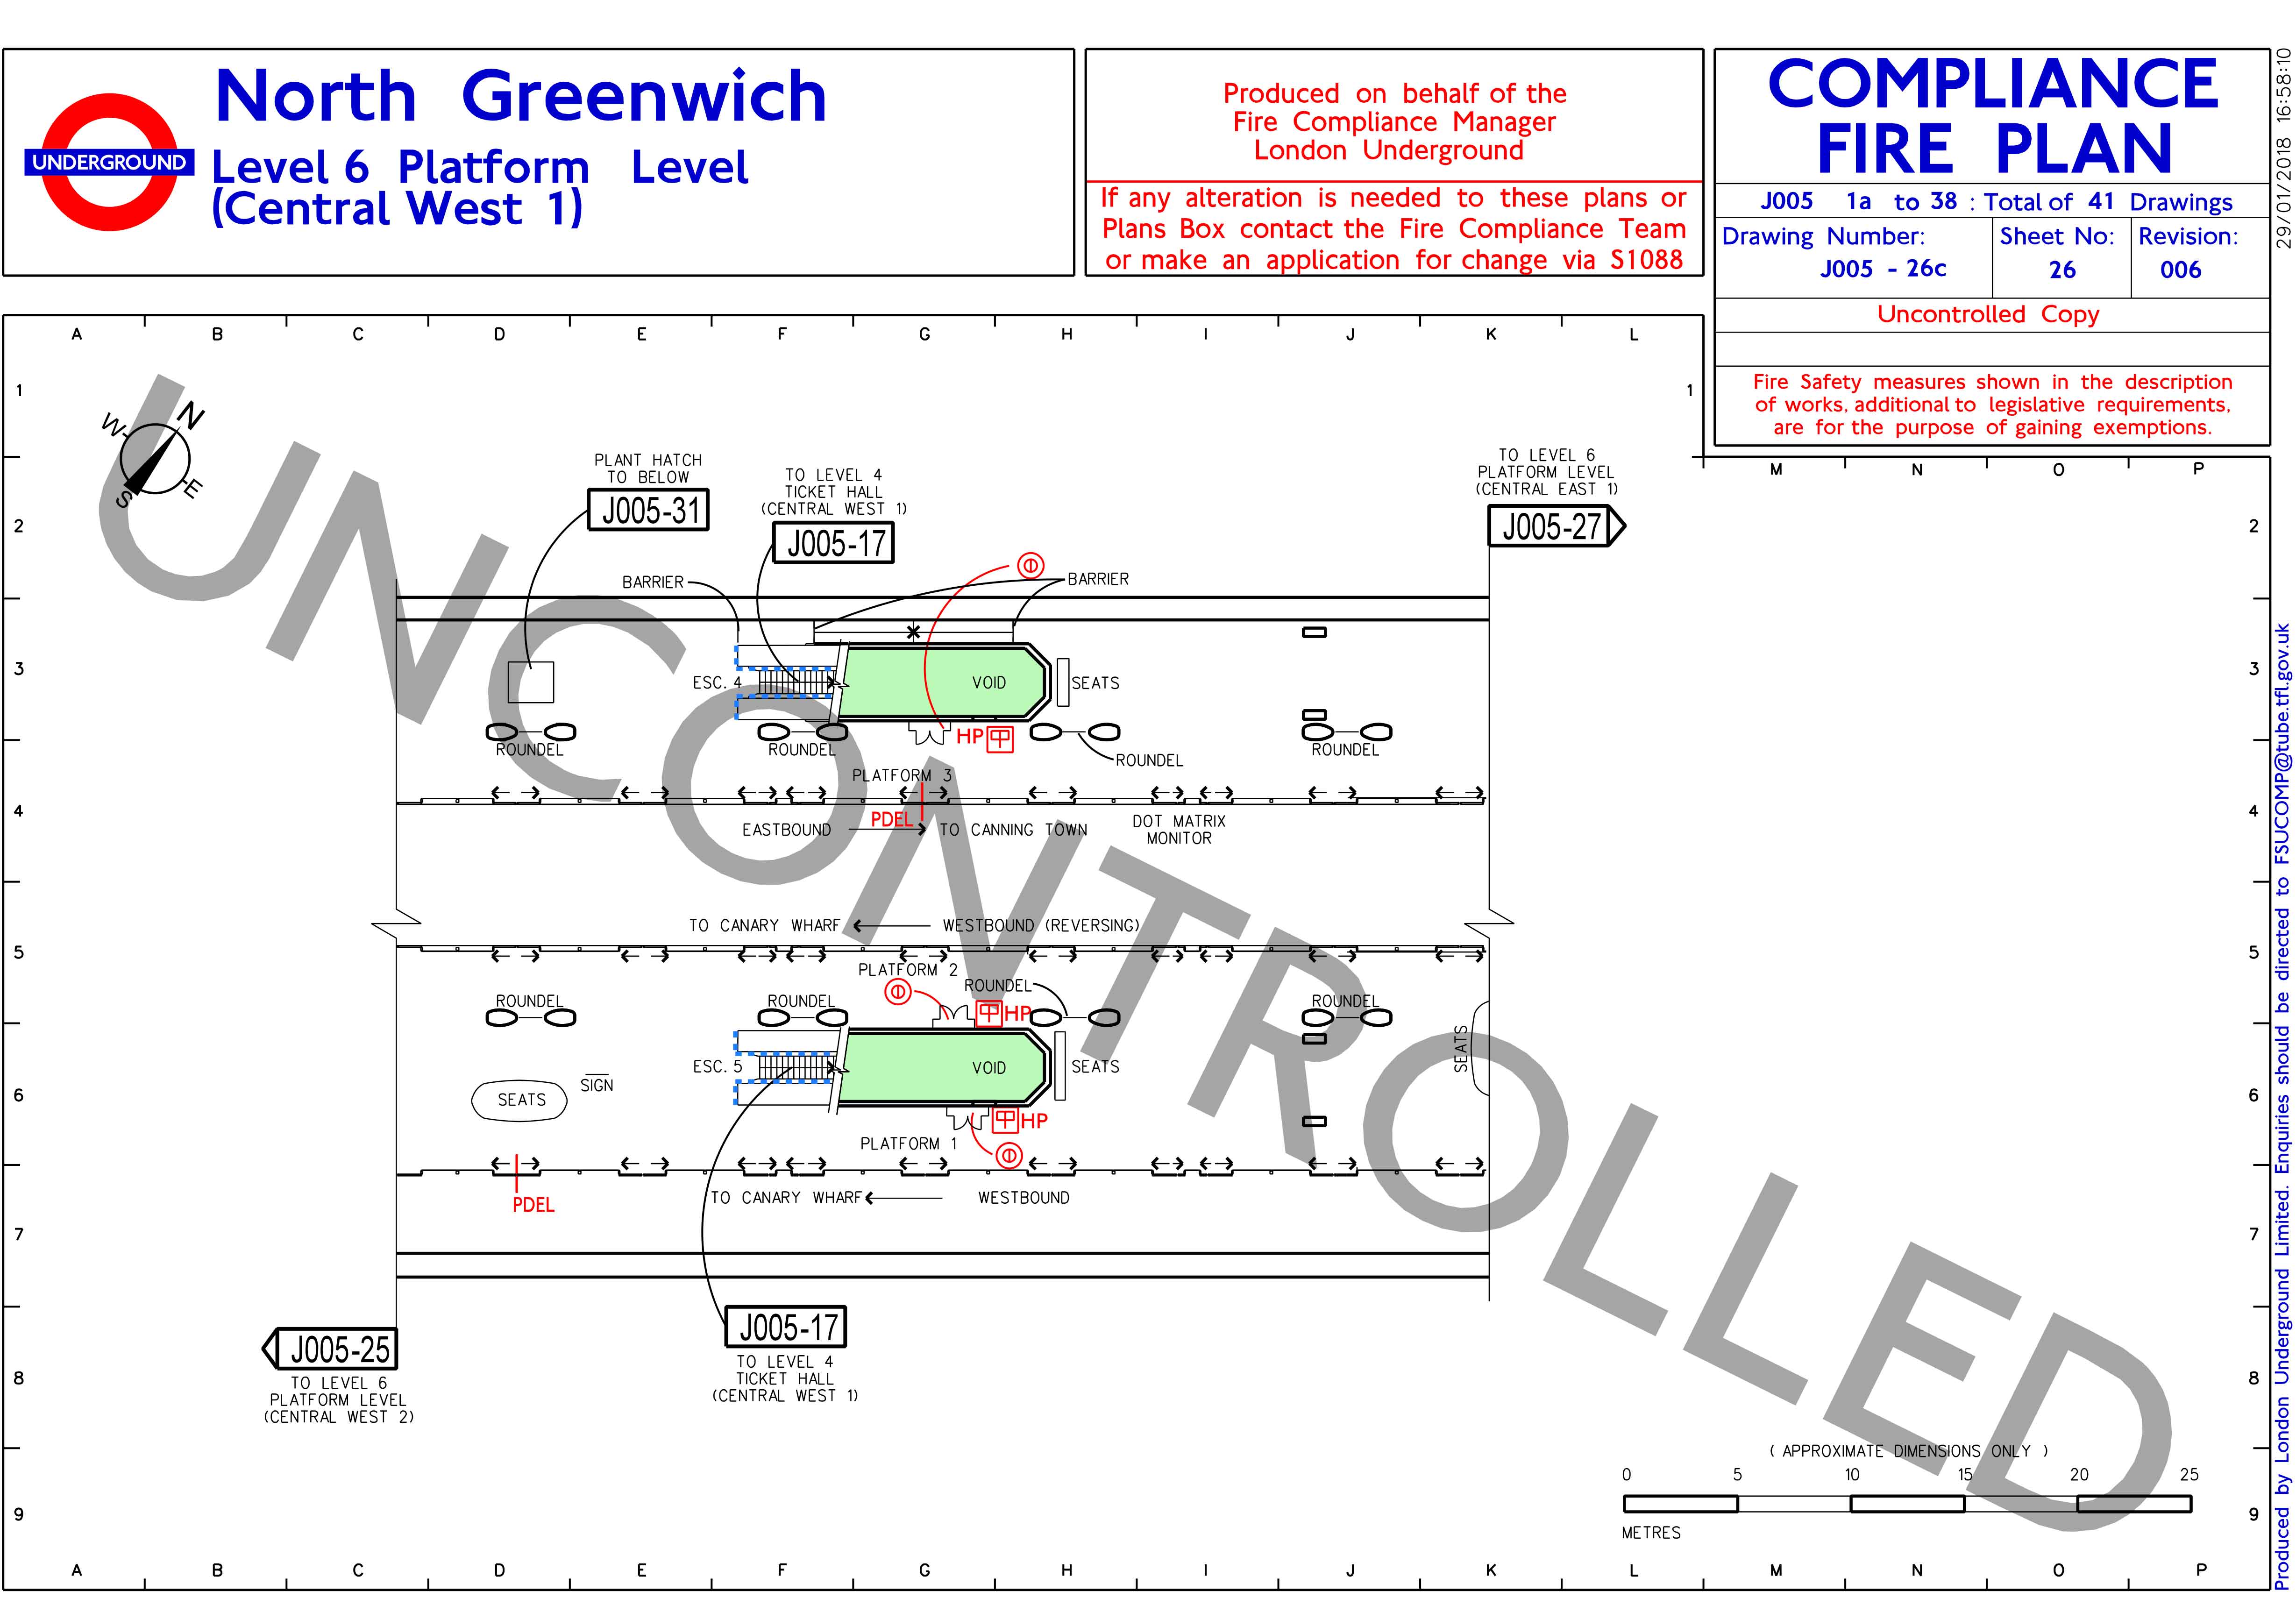 UNDERGROUND
North Greenwich
Level 6 Platform Level
(Central West 1)
Produced on behalf of the
Fire Compliance Manager
London Underground
If any alteration is needed to these plans or
Plans Box contact the Fire Compliance Team
or make an application for change via S1088
COMPLIANCE
FIRE PLAN
J005 1a to 38 : Total of 41 Drawings
Drawing Number:
J005 - 26c
Sheet No:
26
Revision:
006
Uncontrolled Copy
Fire Safety measures shown in the description
of works, additional to legislative requirements,
are for the purpose of gaining exemptions.
29/01/2018 16:58:10
Produced by London Underground Limited. Enquiries should be directed to FSUCOMP@tube.tfl.gov.uk
UNCONTROLLED
A B C D E F G H I J K L
M N O P
1
1
N
W
E
S
PLANT HATCH
TO BELOW
J005-31
TO LEVEL 4
TICKET HALL
(CENTRAL WEST 1)
J005-17
TO LEVEL 6
PLATFORM LEVEL
(CENTRAL EAST 1)
J005-27
2
2
BARRIER
BARRIER
3
3
ESC. 4
VOID
SEATS
HP
ROUNDEL
ROUNDEL
ROUNDEL
ROUNDEL
PLATFORM 3
4
4
PDEL
EASTBOUND
TO CANNING TOWN
DOT MATRIX
MONITOR
TO CANARY WHARF
WESTBOUND (REVERSING)
5
5
PLATFORM 2
ROUNDEL
ROUNDEL
ROUNDEL
ROUNDEL
HP
SEATS
ESC. 5
VOID
SEATS
SIGN
SEATS
6
6
HP
PLATFORM 1
PDEL
TO CANARY WHARF
WESTBOUND
7
7
J005-17
TO LEVEL 4
TICKET HALL
(CENTRAL WEST 1)
J005-25
TO LEVEL 6
PLATFORM LEVEL
(CENTRAL WEST 2)
8
8
( APPROXIMATE DIMENSIONS ONLY )
0 5 10 15 20 25
METRES
9
9
A B C D E F G H I J K L M N O P